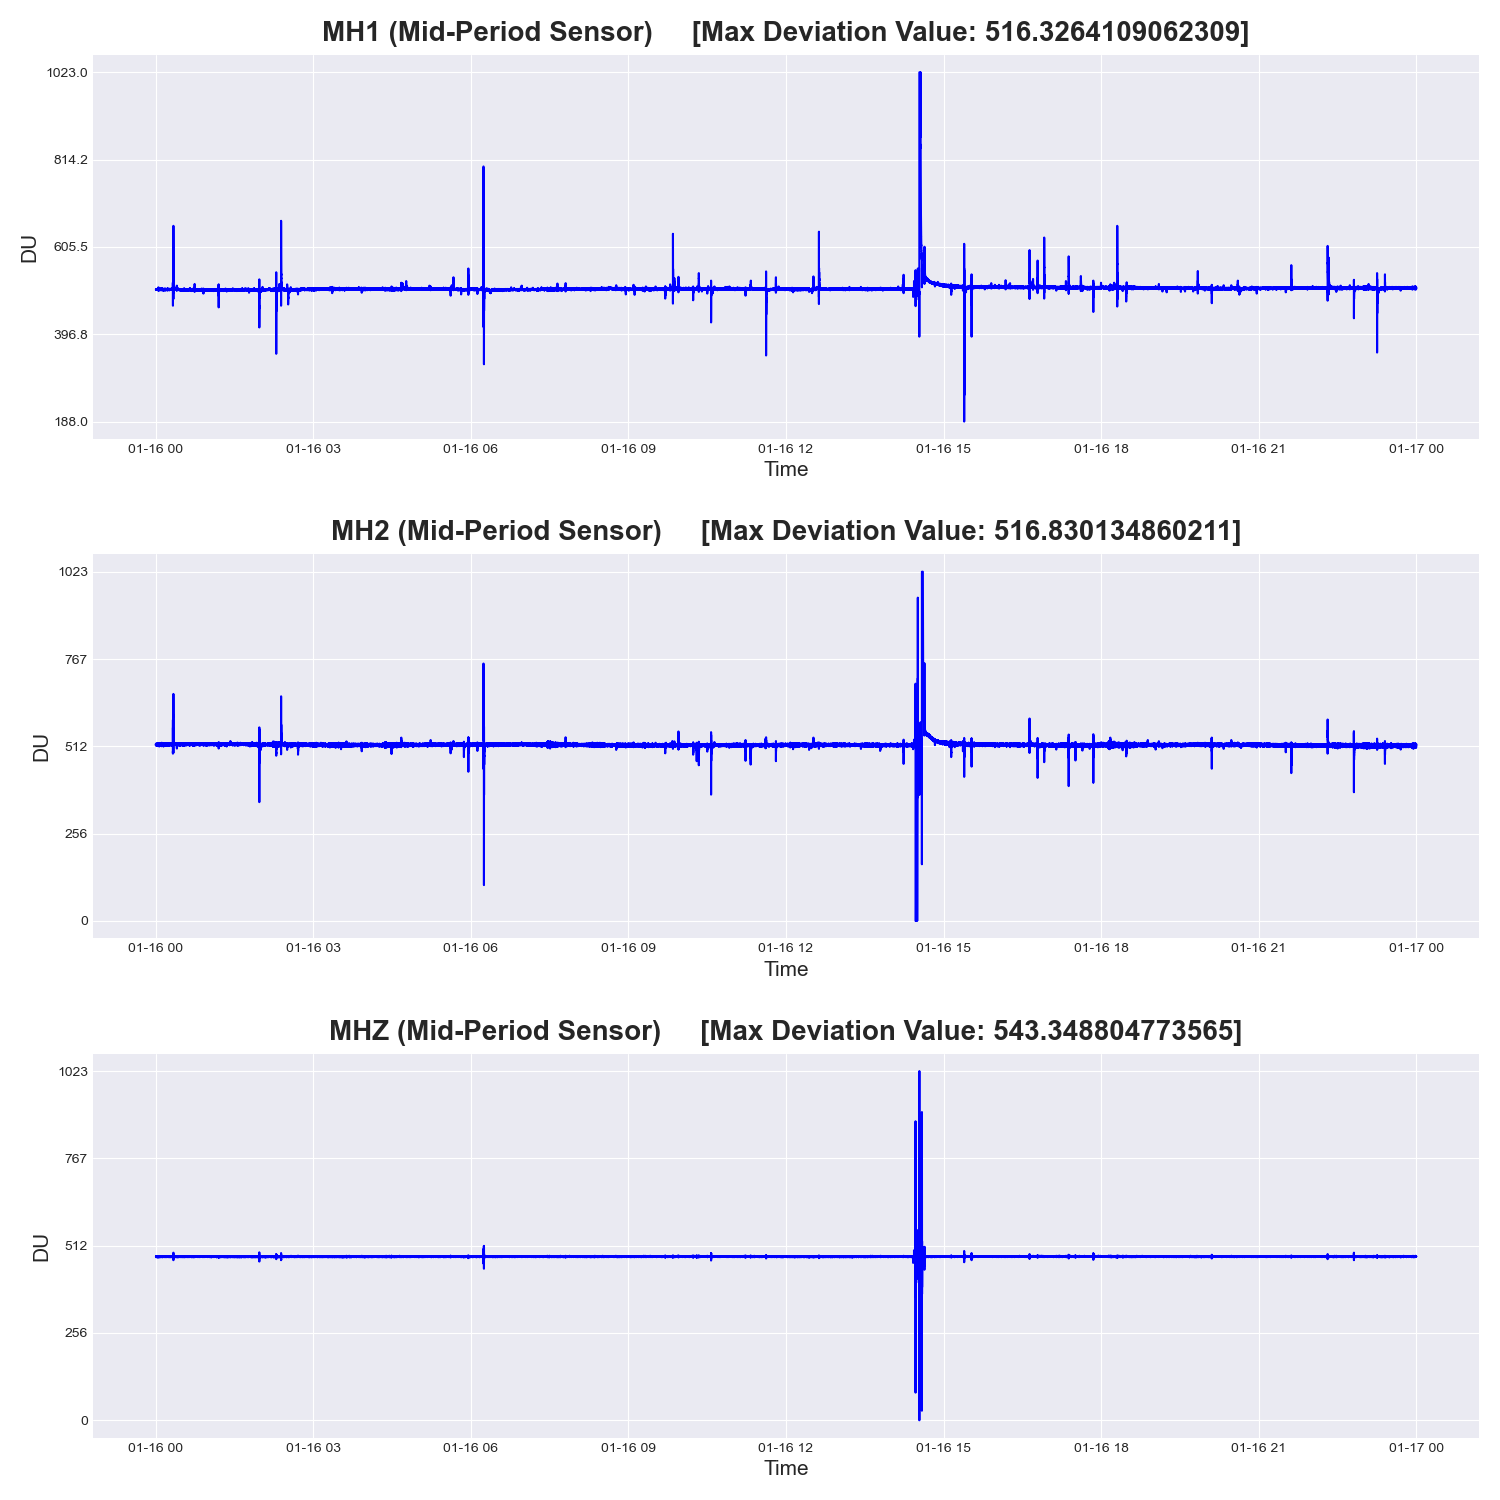 MH1 (Mid-Period Sensor) [Max Deviation Value: 516.3264109062309]
1023.0
814.2
605.5
396.8
188.0
DU
01-16 00 01-16 03 01-16 06 01-16 09 01-16 12 01-16 15 01-16 18 01-16 21 01-17 00
Time
MH2 (Mid-Period Sensor) [Max Deviation Value: 516.830134860211]
1023
767
512
256
0
DU
01-16 00 01-16 03 01-16 06 01-16 09 01-16 12 01-16 15 01-16 18 01-16 21 01-17 00
Time
MHZ (Mid-Period Sensor) [Max Deviation Value: 543.348804773565]
1023
767
512
256
0
DU
01-16 00 01-16 03 01-16 06 01-16 09 01-16 12 01-16 15 01-16 18 01-16 21 01-17 00
Time